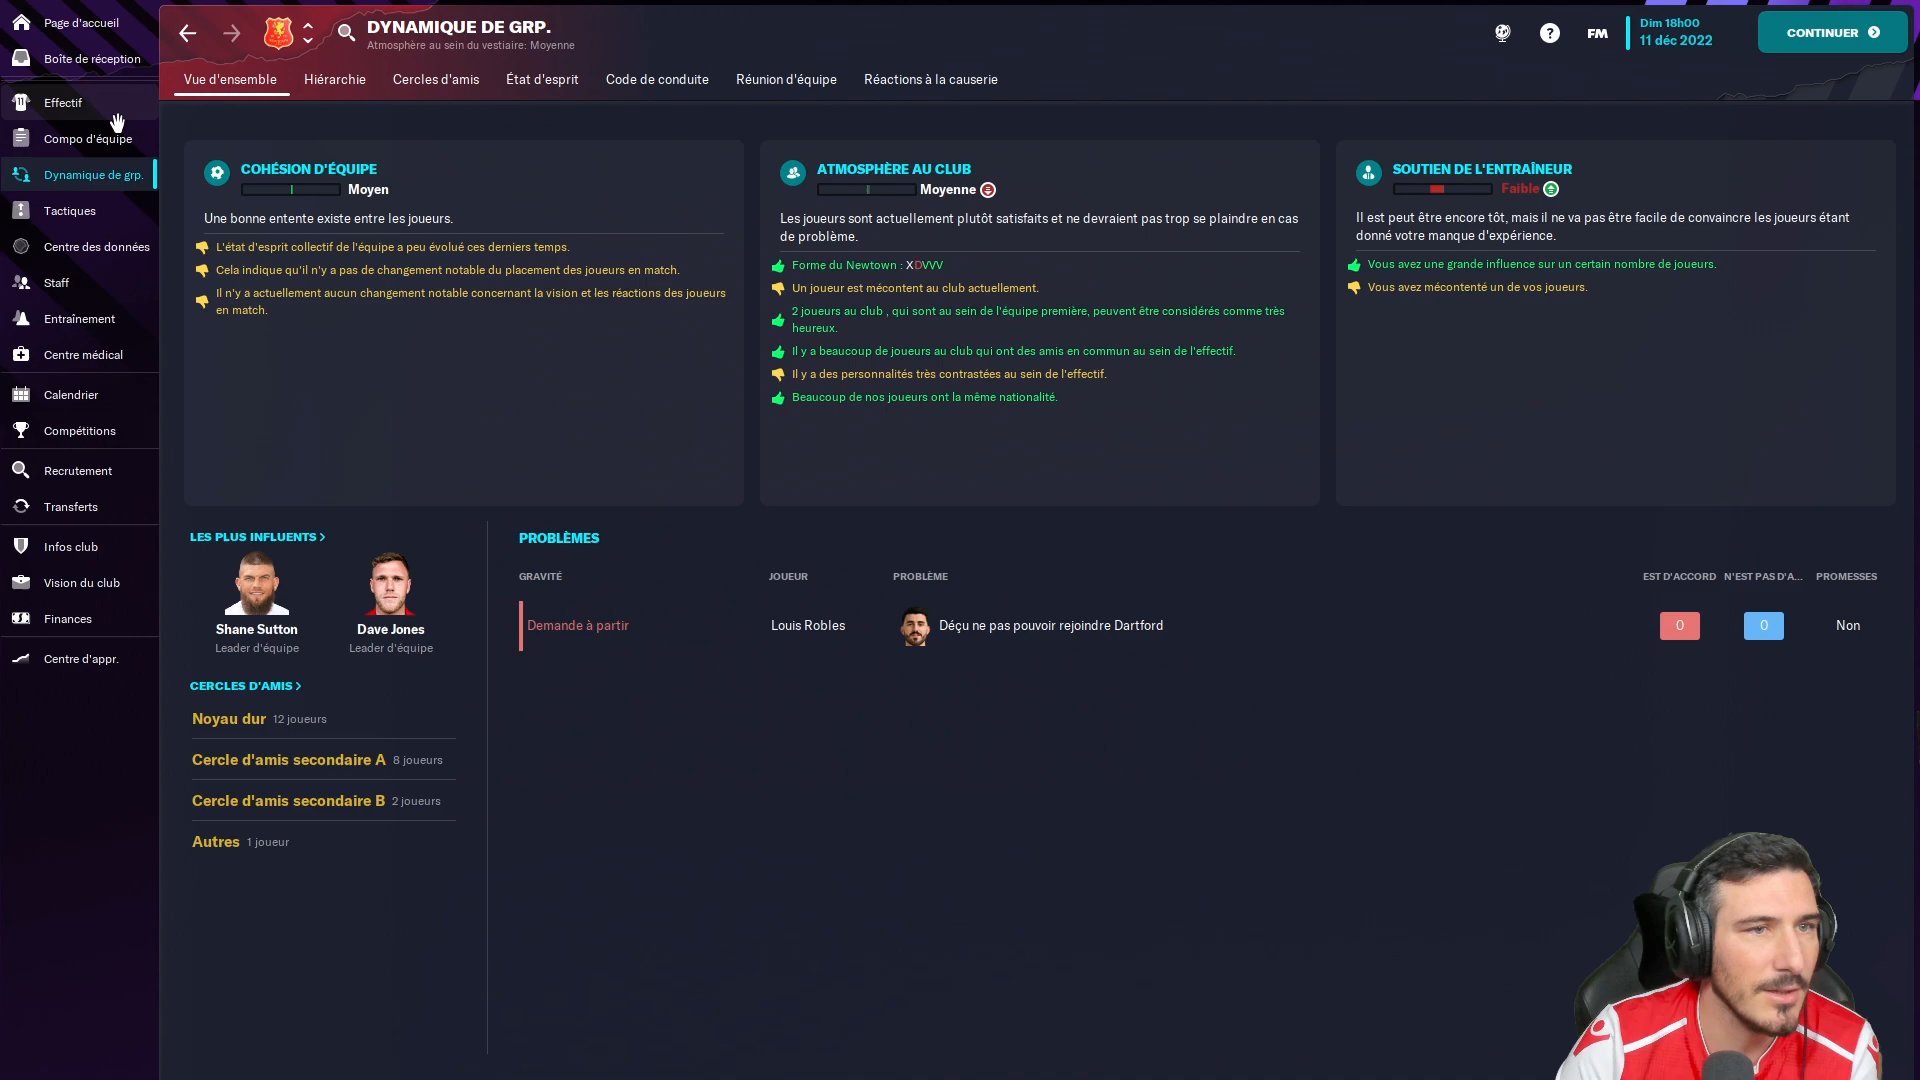 Page d'accueil
Boîte de réception
Effectif
Compo d'équipe
Dynamique de grp.
Tactiques
Centre des données
Staff
Entraînement
Centre médical
Calendrier
Compétitions
Recrutement
Transferts
Infos club
Vision du club
Finances
Centre d'appr.
DYNAMIQUE DE GRP.
Atmosphère au sein du vestiaire: Moyenne
FM
Dim 18h00
11 déc 2022
CONTINUER
Vue d'ensemble Hiérarchie Cercles d'amis État d'esprit Code de conduite Réunion d'équipe Réactions à la causerie
COHÉSION D'ÉQUIPE
Moyen
Une bonne entente existe entre les joueurs.
L'état d'esprit collectif de l'équipe a peu évolué ces derniers temps.
Cela indique qu'il n'y a pas de changement notable du placement des joueurs en match.
Il n'y a actuellement aucun changement notable concernant la vision et les réactions des joueurs
en match.
ATMOSPHÈRE AU CLUB
Moyenne
Les joueurs sont actuellement plutôt satisfaits et ne devraient pas trop se plaindre en cas
de problème.
Forme du Newtown : XDVVV
Un joueur est mécontent au club actuellement.
2 joueurs au club , qui sont au sein de l'équipe première, peuvent être considérés comme très
heureux.
Il y a beaucoup de joueurs au club qui ont des amis en commun au sein de l'effectif.
Il y a des personnalités très contrastées au sein de l'effectif.
Beaucoup de nos joueurs ont la même nationalité.
SOUTIEN DE L'ENTRAÎNEUR
Faible
Il est peut être encore tôt, mais il ne va pas être facile de convaincre les joueurs étant
donné votre manque d'expérience.
Vous avez une grande influence sur un certain nombre de joueurs.
Vous avez mécontenté un de vos joueurs.
LES PLUS INFLUENTS
Shane Sutton
Leader d'équipe
Dave Jones
Leader d'équipe
CERCLES D'AMIS
Noyau dur 12 joueurs
Cercle d'amis secondaire A 8 joueurs
Cercle d'amis secondaire B 2 joueurs
Autres 1 joueur
PROBLÈMES
GRAVITÉ JOUEUR PROBLÈME EST D'ACCORD N'EST PAS D'A... PROMESSES
Demande à partir Louis Robles Déçu ne pas pouvoir rejoindre Dartford 0 0 Non